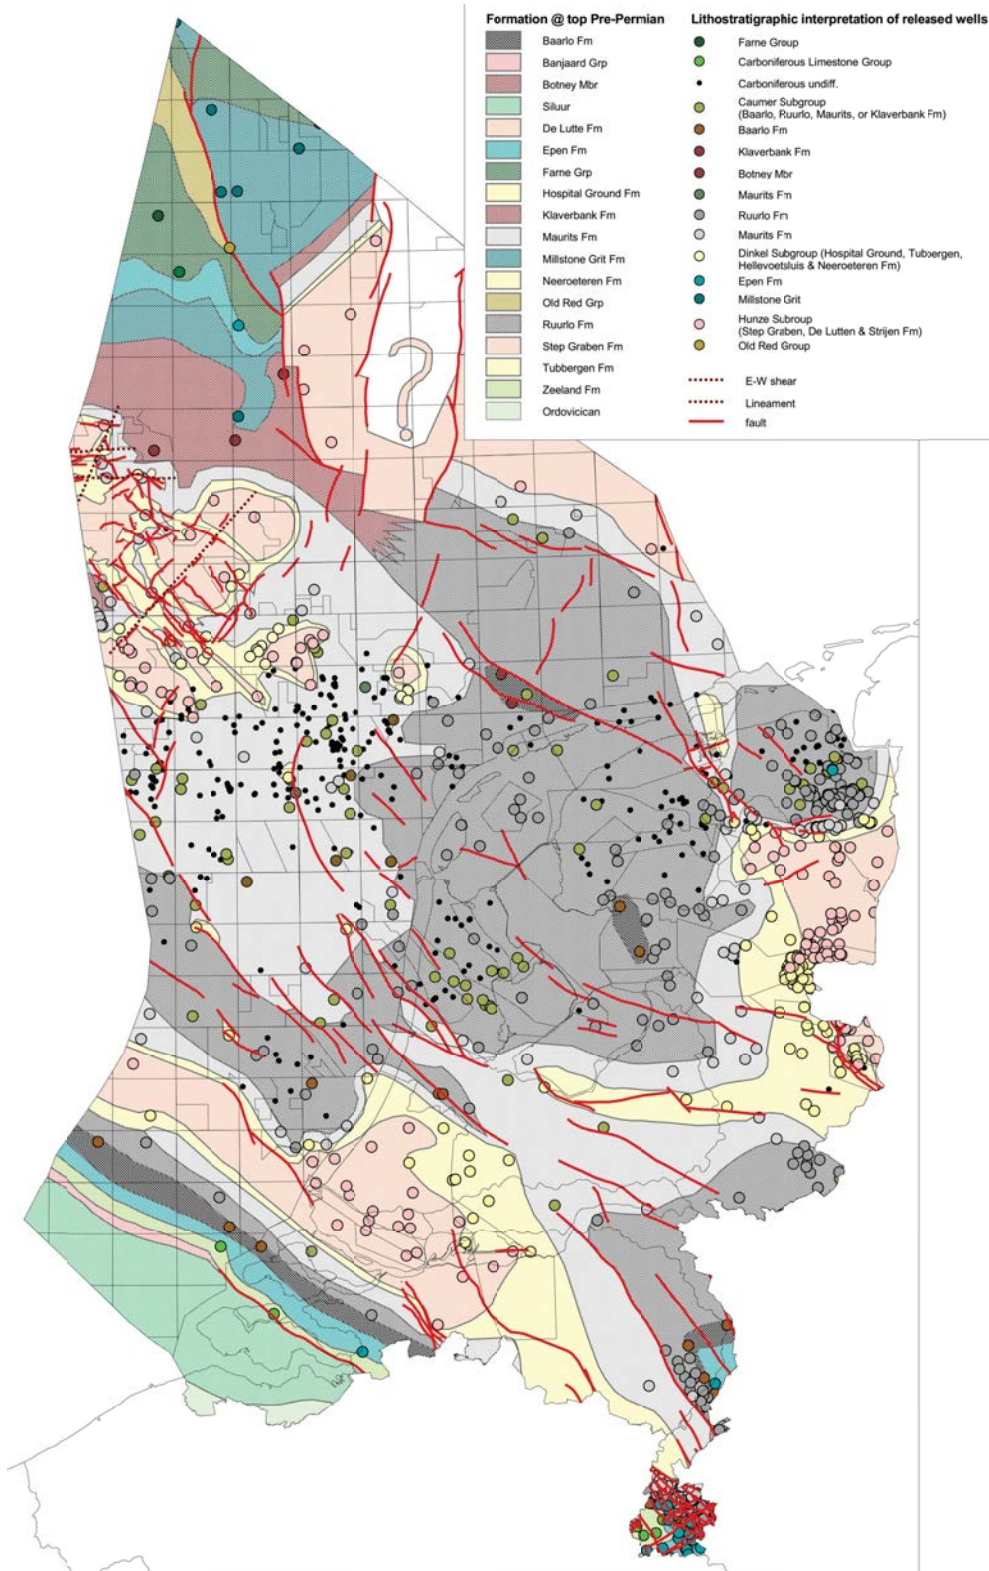 Formation @ top Pre-Permian
Baarlo Fm
Banjaard Grp
Botney Mbr
Siluur
De Lutte Fm
Epen Fm
Farne Grp
Hospital Ground Fm
Klaverbank Fm
Maurits Fm
Millstone Grit Fm
Neeroeteren Fm
Old Red Grp
Ruurlo Fm
Step Graben Fm
Tubbergen Fm
Zeeland Fm
Ordovicican
Lithostratigraphic interpretation of released wells
Farne Group
Carboniferous Limestone Group
Carboniferous undiff.
Caumer Subgroup
(Baarlo, Ruurlo, Maurits, or Klaverbank Fm)
Baarlo Fm
Klaverbank Fm
Botney Mbr
Maurits Fm
Ruurlo Fm
Maurits Fm
Dinkel Subgroup (Hospital Ground, Tubbergen,
Hellevoetsluis & Neeroeteren Fm)
Epen Fm
Millstone Grit
Hunze Subroup
(Step Graben, De Lutten & Strijen Fm)
Old Red Group
E-W shear
Lineament
fault
?